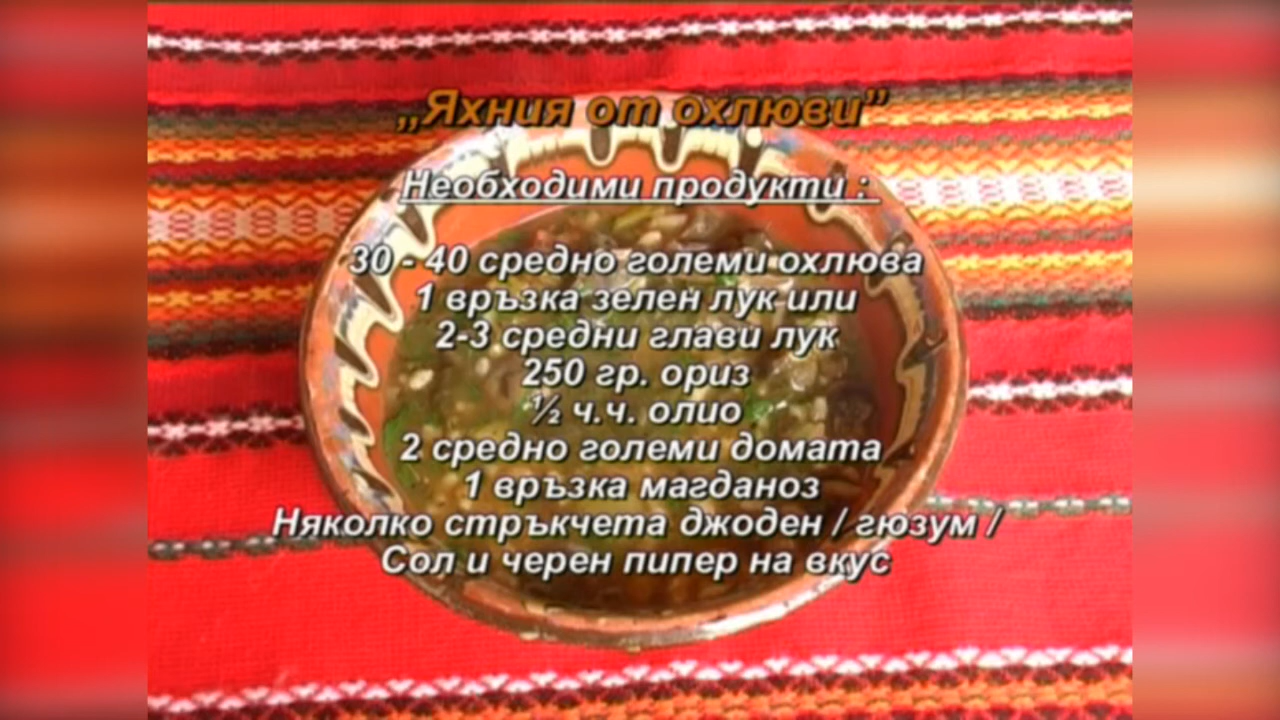 „Яхния от охлюви”
Необходими продукти :
30 - 40 средно големи охлюва
1 връзка зелен лук или
2-3 средни глави лук
250 гр. ориз
½ ч.ч. олио
2 средно големи домата
1 връзка магданоз
Няколко стръкчета джоден / гюзум /
Сол и черен пипер на вкус